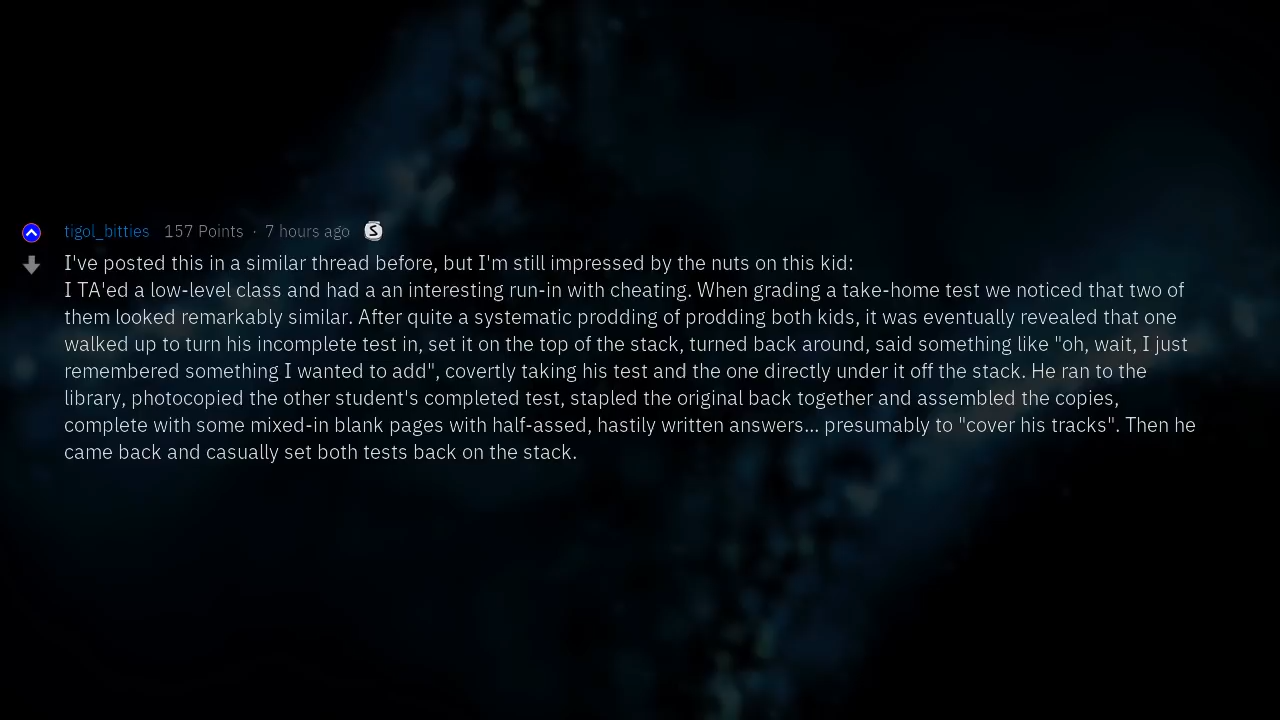 tigol_bitties 157 Points · 7 hours ago S
I've posted this in a similar thread before, but I'm still impressed by the nuts on this kid:
I TA'ed a low-level class and had a an interesting run-in with cheating. When grading a take-home test we noticed that two of
them looked remarkably similar. After quite a systematic prodding of prodding both kids, it was eventually revealed that one
walked up to turn his incomplete test in, set it on the top of the stack, turned back around, said something like "oh, wait, I just
remembered something I wanted to add", covertly taking his test and the one directly under it off the stack. He ran to the
library, photocopied the other student's completed test, stapled the original back together and assembled the copies,
complete with some mixed-in blank pages with half-assed, hastily written answers... presumably to "cover his tracks". Then he
came back and casually set both tests back on the stack.